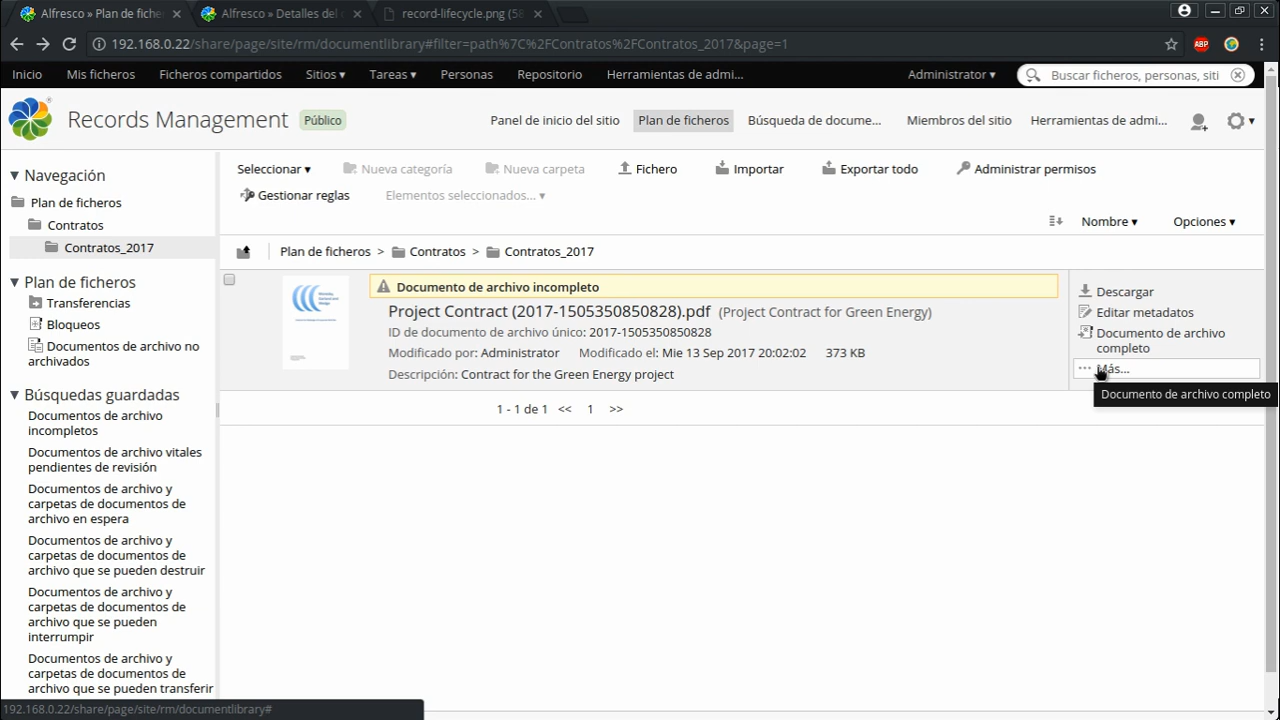 Alfresco » Plan de fiche
Alfresco » Detalles del
record-lifecycle.png (58
192.168.0.22/share/page/site/rm/documentlibrary#filter=path%7C%2FContratos%2FContratos_2017&page=1
ABP
Inicio Mis ficheros Ficheros compartidos Sitios Tareas Personas Repositorio Herramientas de admi... Administrator Buscar ficheros, personas, siti
Records Management Público Panel de inicio del sitio Plan de ficheros Búsqueda de docume... Miembros del sitio Herramientas de admi...
Seleccionar Nueva categoría Nueva carpeta Fichero Importar Exportar todo Administrar permisos
Gestionar reglas Elementos seleccionados...
Nombre Opciones
Navegación
Plan de ficheros
Contratos
Contratos_2017
Plan de ficheros
Transferencias
Bloqueos
Documentos de archivo no
archivados
Búsquedas guardadas
Documentos de archivo
incompletos
Documentos de archivo vitales
pendientes de revisión
Documentos de archivo y
carpetas de documentos de
archivo en espera
Documentos de archivo y
carpetas de documentos de
archivo que se pueden destruir
Documentos de archivo y
carpetas de documentos de
archivo que se pueden
interrumpir
Documentos de archivo y
carpetas de documentos de
archivo que se pueden transferir
Plan de ficheros > Contratos > Contratos_2017
Documento de archivo incompleto
Project Contract (2017-1505350850828).pdf (Project Contract for Green Energy)
ID de documento de archivo único: 2017-1505350850828
Modificado por: Administrator Modificado el: Mie 13 Sep 2017 20:02:02 373 KB
Descripción: Contract for the Green Energy project
Descargar
Editar metadatos
Documento de archivo
completo
Más...
Documento de archivo completo
1 - 1 de 1 << 1 >>
192.168.0.22/share/page/site/rm/documentlibrary#